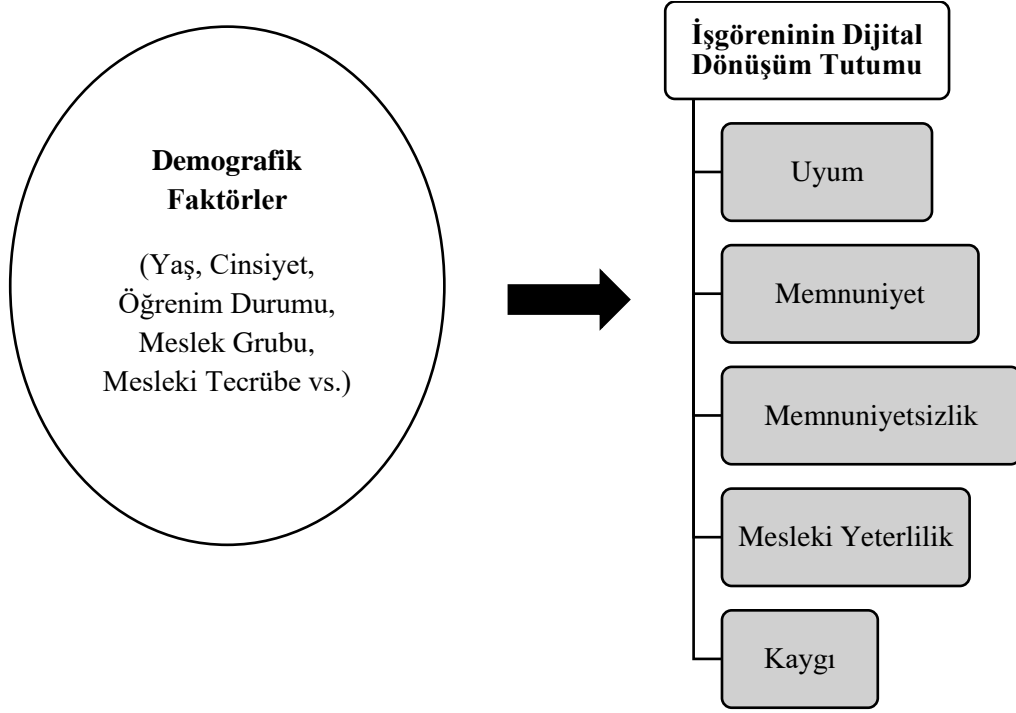 Demografik
Faktörler
(Yaş, Cinsiyet,
Öğrenim Durumu,
Meslek Grubu,
Mesleki Tecrübe vs.)
İşgöreninin Dijital
Dönüşüm Tutumu
Uyum
Memnuniyet
Memnuniyetsizlik
Mesleki Yeterlilik
Kaygı